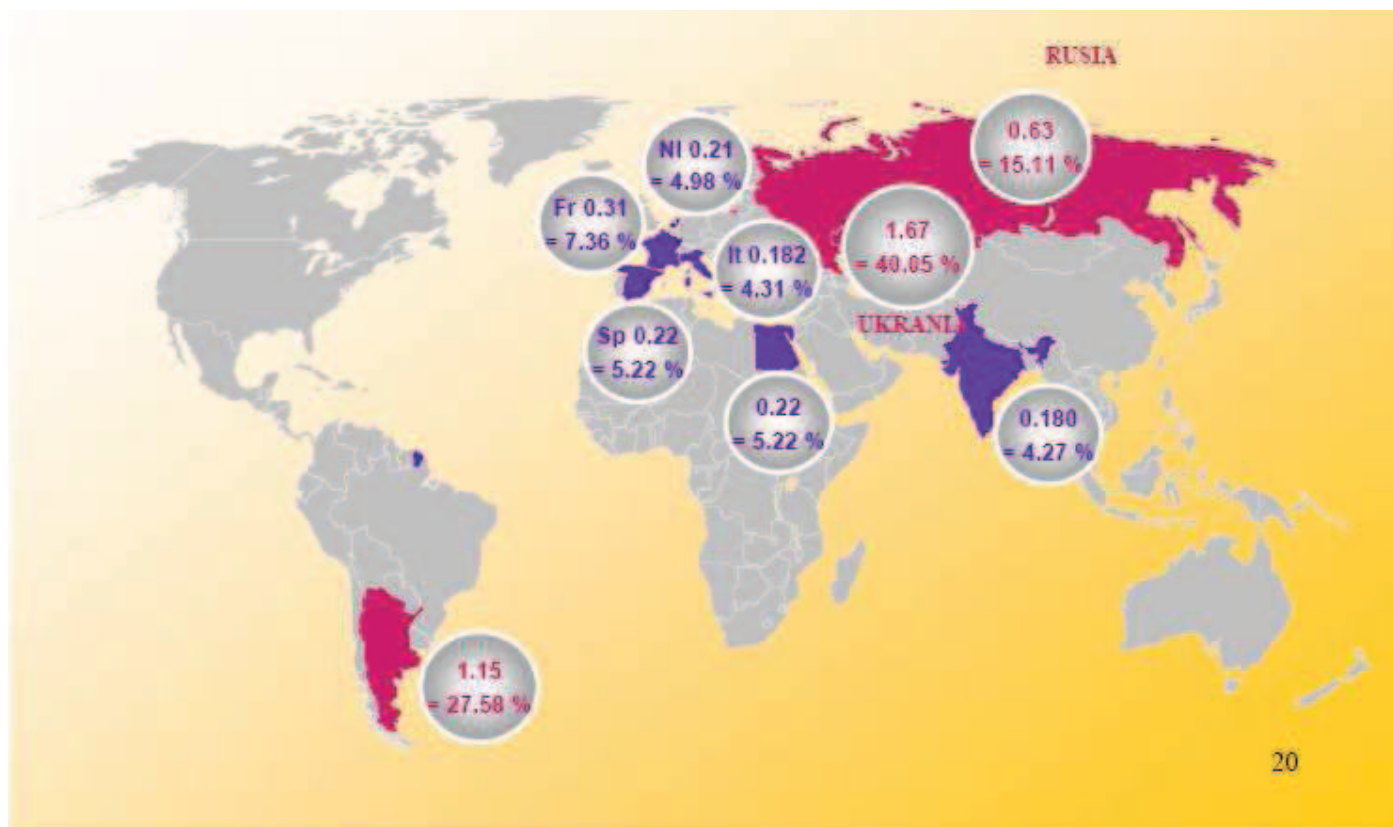 RUSIA
0.63
= 15.11 %
Nl 0.21
= 4.98 %
Fr 0.31
= 7.36 %
1.67
= 40.05 %
It 0.182
= 4.31 %
UKRANI
Sp 0.22
= 5.22 %
0.22
= 5.22 %
0.180
= 4.27 %
1.15
= 27.58 %
20